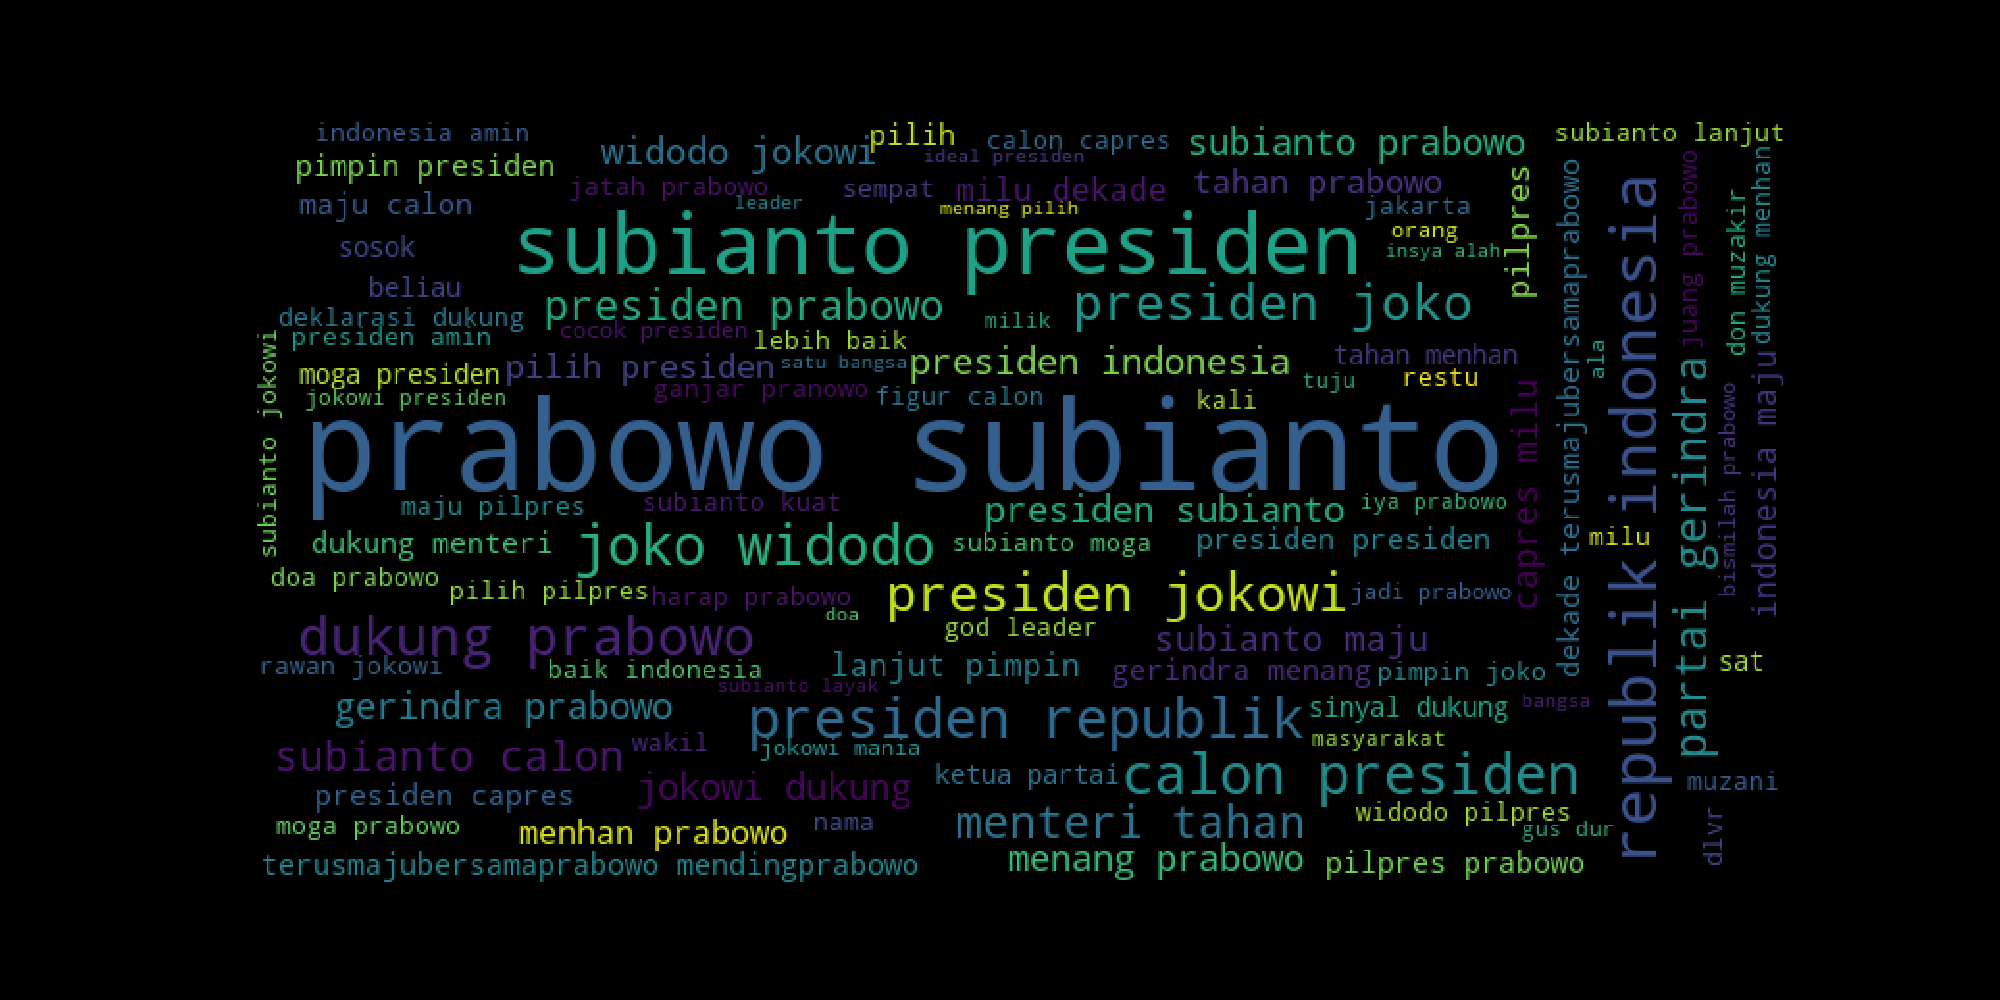 indonesia amin
pilih
calon capres
subianto prabowo
subianto lanjut
pimpin presiden
widodo jokowi
ideal presiden
maju calon
jatah prabowo
leader
sempat
milu dekade
menang pilih
tahan prabowo
jakarta
orang
insya alah
pilpres
sosok
subianto presiden
beliau
deklarasi dukung
presiden prabowo
milik
presiden joko
presiden amin
cocok presiden
lebih baik
moga presiden
pilih presiden
satu bangsa
presiden indonesia
tahan menhan
tuju
restu
jokowi presiden
ganjar pranowo
figur calon
kali
subianto jokowi
prabowo subianto
maju pilpres
subianto kuat
presiden subianto
iya prabowo
dukung menteri
joko widodo
subianto moga
presiden presiden
milu
doa prabowo
pilih pilpres
harap prabowo
doa
presiden jokowi
jadi prabowo
god leader
dukung prabowo
subianto maju
rawan jokowi
baik indonesia
lanjut pimpin
gerindra menang
pimpin joko
sat
subianto layak
gerindra prabowo
presiden republik
sinyal dukung
bangsa
subianto calon
wakil
jokowi mania
masyarakat
presiden capres
jokowi dukung
ketua partai
calon presiden
muzani
moga prabowo
menhan prabowo
nama
menteri tahan
widodo pilpres
gus dur
terusmajubersamaprabowo mendingprabowo
menang prabowo
pilpres prabowo
capres milu
dekade terusmajubersamaprabowo
ala
republik indonesia
partai gerindra
juang prabowo
don muzakir
dukung menhan
bismilah prabowo
indonesia maju
dlvr